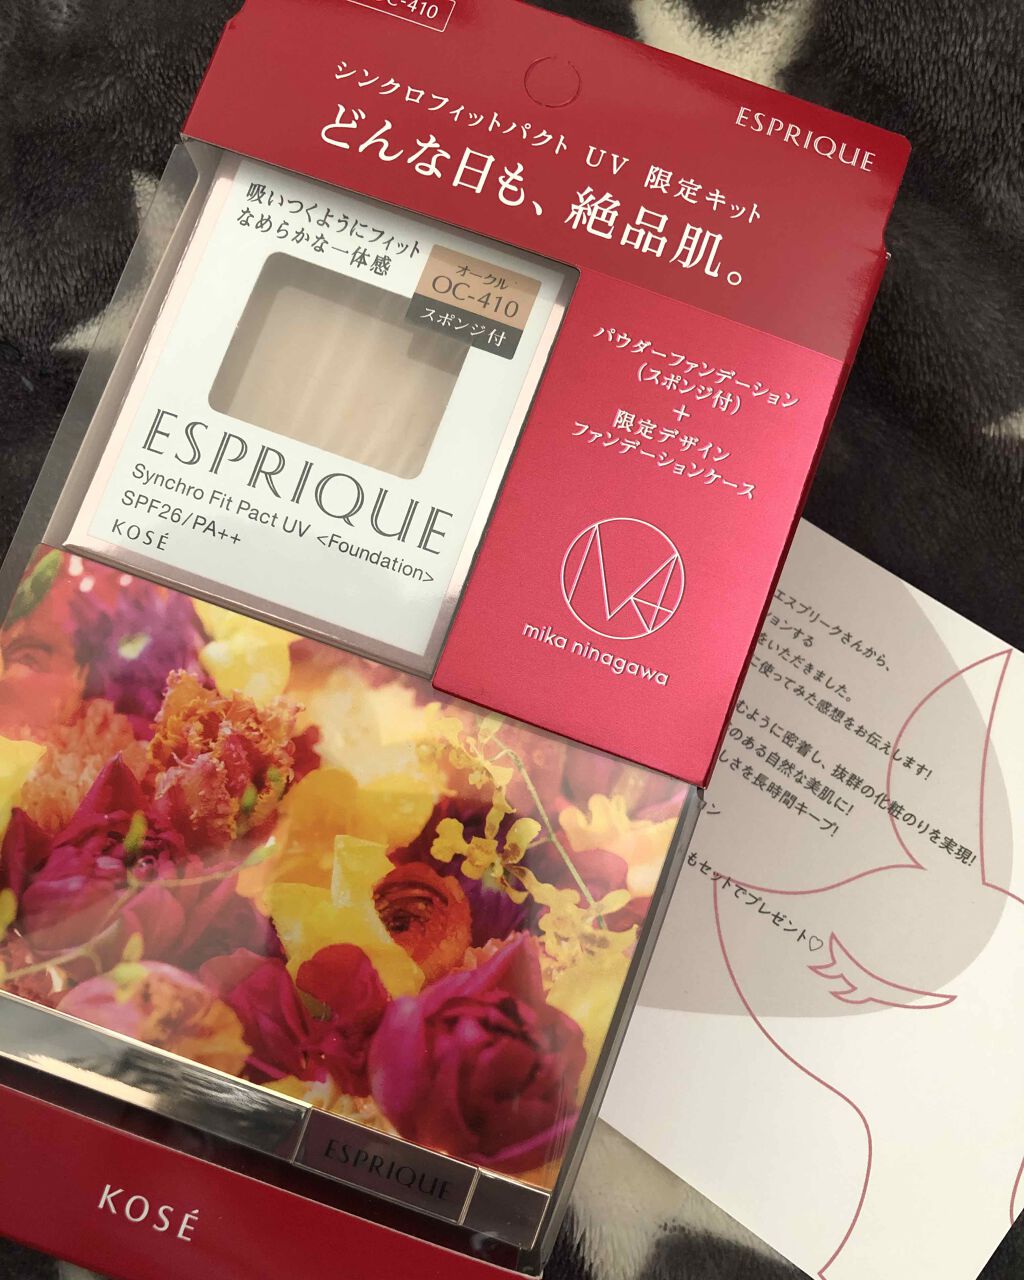 OC-410
ESPRIQUE
シンクロフィットパクト UV 限定キット
どんな日も、絶品肌。
吸いつくようにフィット
なめらかな一体感
オークル
OC-410
スポンジ付
ESPRIQUE
Synchro Fit Pact UV <Foundation>
SPF26/PA++
KOSÉ
パウダーファンデーション
(スポンジ付)
+
限定デザイン
ファンデーションケース
mika ninagawa
エスプリークさんから、
ションする
をいただきました。
に使ってみた感想をお伝えします!
むように密着し、抜群の化粧のりを実現!
のある自然な美肌に!
しさを長時間キープ!
ン
もセットでプレゼント♡
ESPRIQUE
KOSÉ